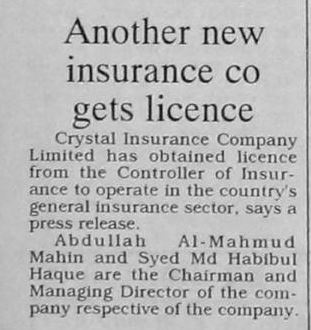 Another new
insurance co
gets licence
Crystal Insurance Company
Limited has obtained licence
from the Controller of Insur-
ance to operate in the country's
general insurance sector, says a
press release.
Abdullah Al-Mahmud
Mahin and Syed Md Habibul
Haque are the Chairman and
Managing Director of the com-
pany respective of the company.